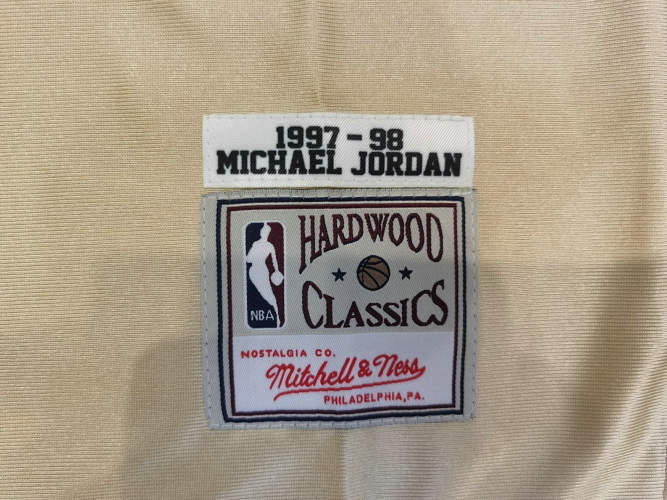 1997 - 98
MICHAEL JORDAN
HARDWOOD
CLASSICS
NBA
NOSTALGIA CO.
Mitchell & Ness
PHILADELPHIA, PA.